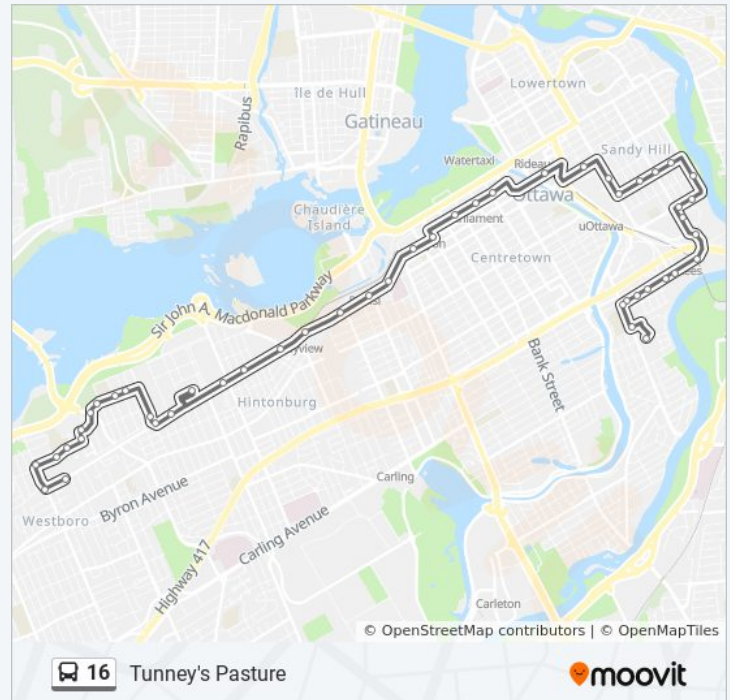 Lowertown
Île de Hull
Gatineau
Rapibus
Sandy Hill
Watertaxi
Rideau
Ottawa
Chaudière
Island
uOttawa
Centretown
Sir John A. Macdonald Parkway
Bank Street
Hintonburg
Carling
Byron Avenue
Westboro
Carling Avenue
Highway 417
Carleton
© OpenStreetMap contributors | © OpenMapTiles
16 Tunney's Pasture
moovit